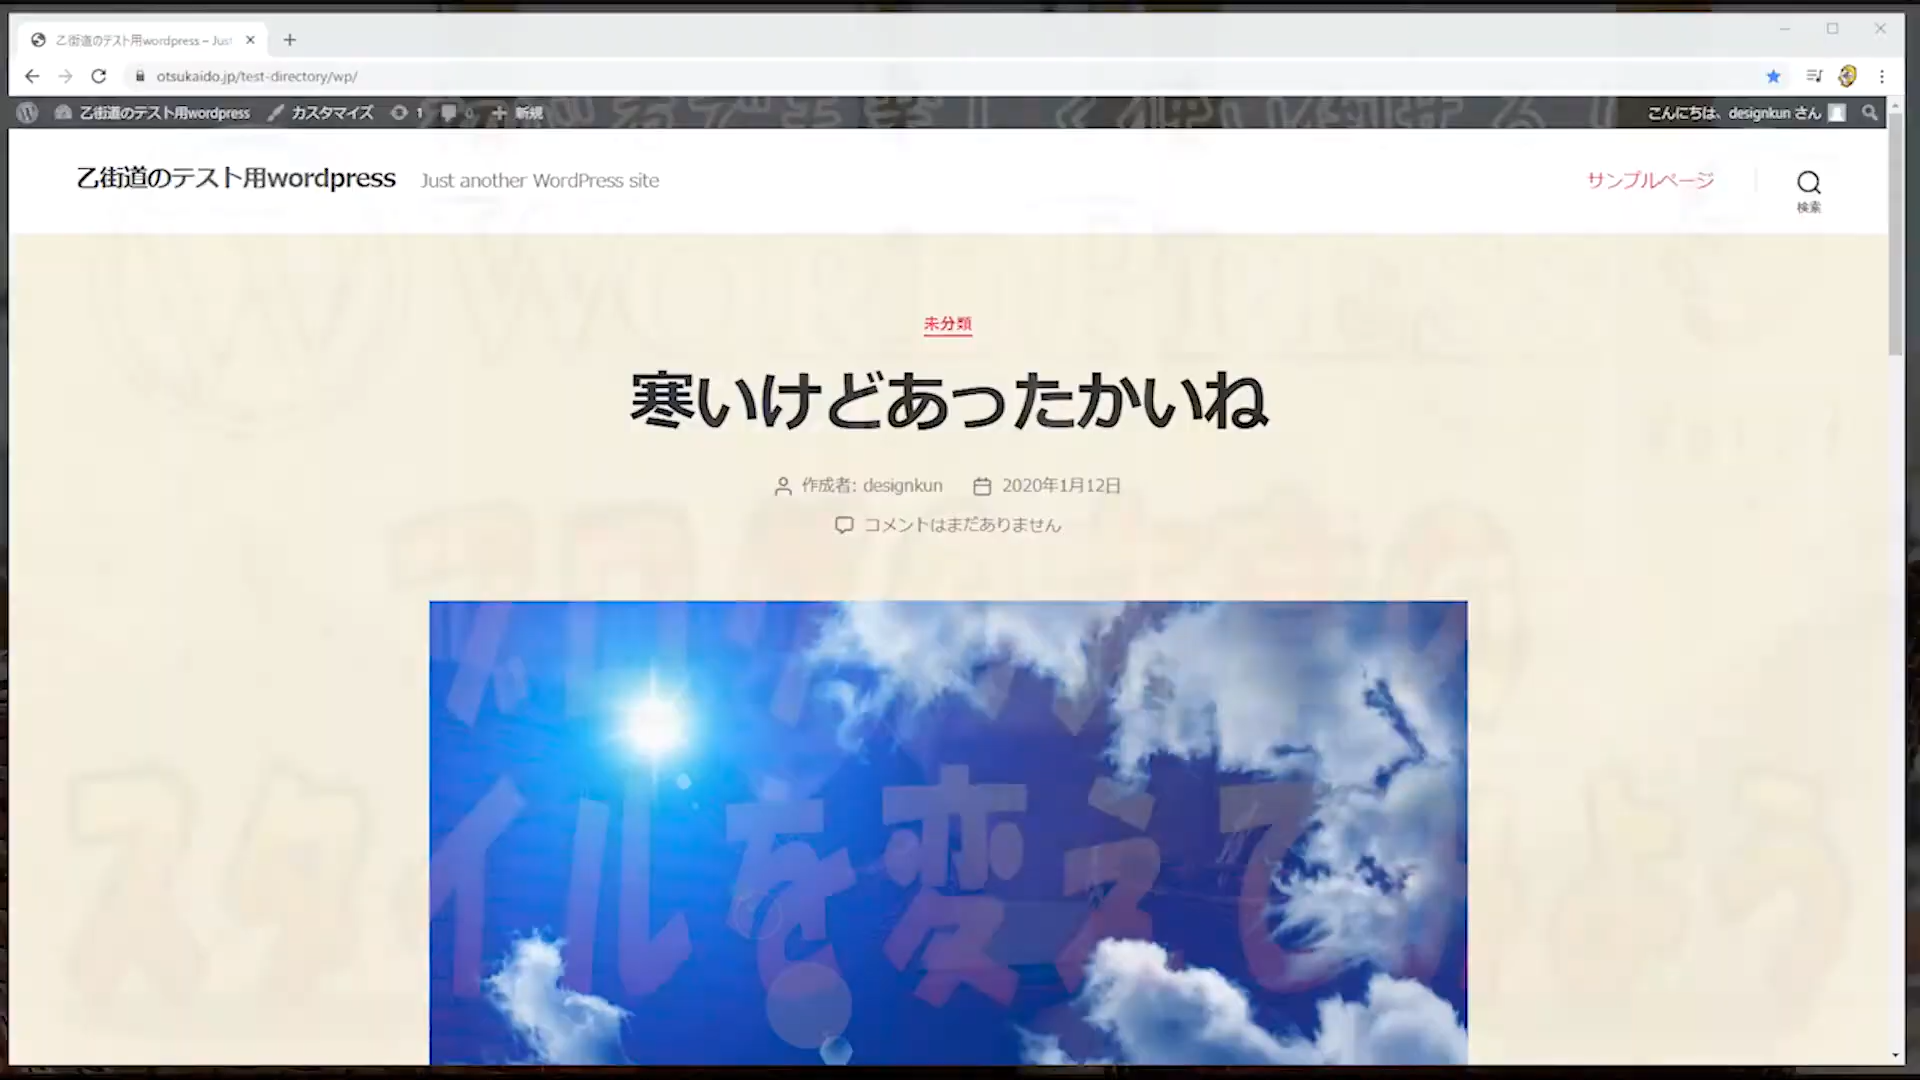 乙街道のテスト用wordpress – Just
otsukaido.jp/test-directory/wp/
乙街道のテスト用wordpress カスタマイズ 1 0 新規 こんにちは、designkun さん
乙街道のテスト用wordpress Just another WordPress site サンプルページ
検索
未分類
寒いけどあったかいね
作成者: designkun 2020年1月12日
コメントはまだありません
スタイルを変えてみよう